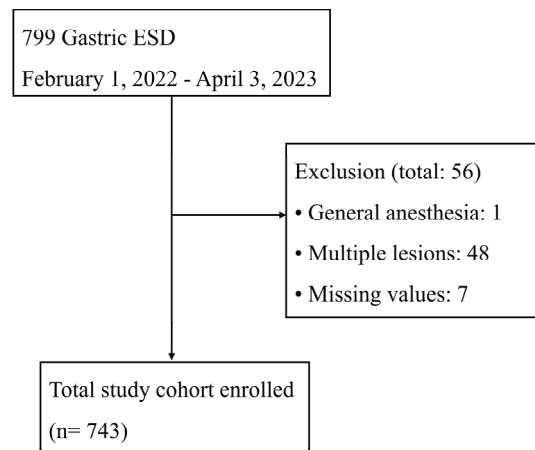 799 Gastric ESD
February 1, 2022 - April 3, 2023
Exclusion (total: 56)
• General anesthesia: 1
• Multiple lesions: 48
• Missing values: 7
Total study cohort enrolled
(n= 743)